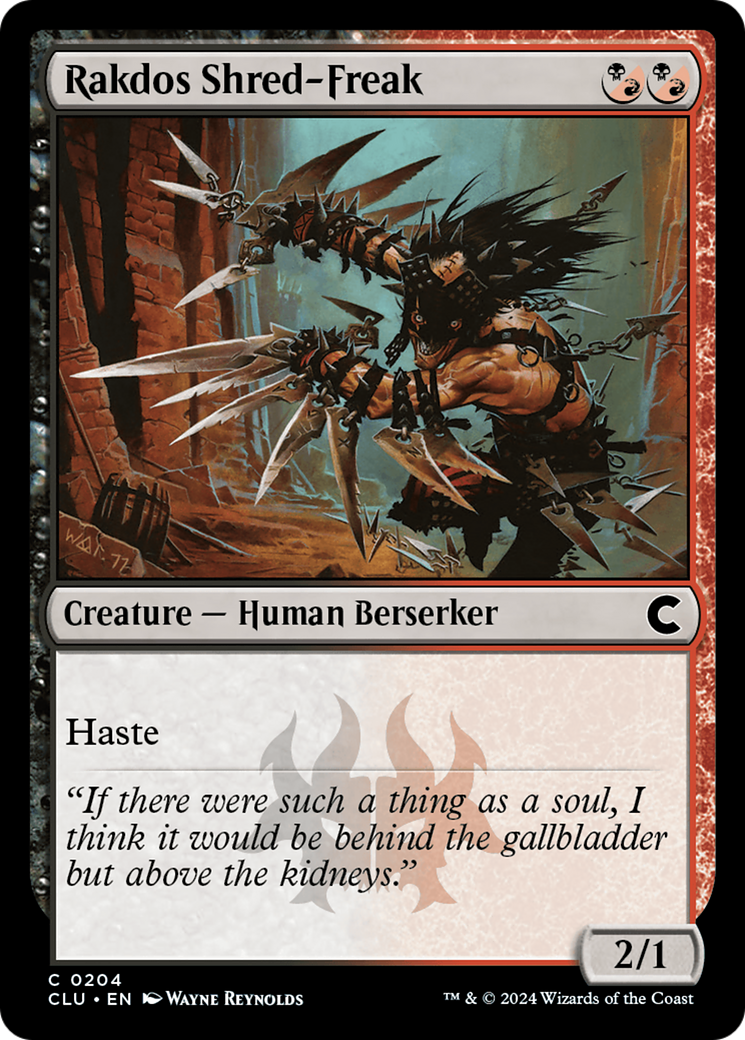 Rakdos Shred-Freak
Creature — Human Berserker
Haste
“If there were such a thing as a soul, I
think it would be behind the gallbladder
but above the kidneys.”
2/1
C 0204
CLU • EN Wayne Reynolds
™ & © 2024 Wizards of the Coast